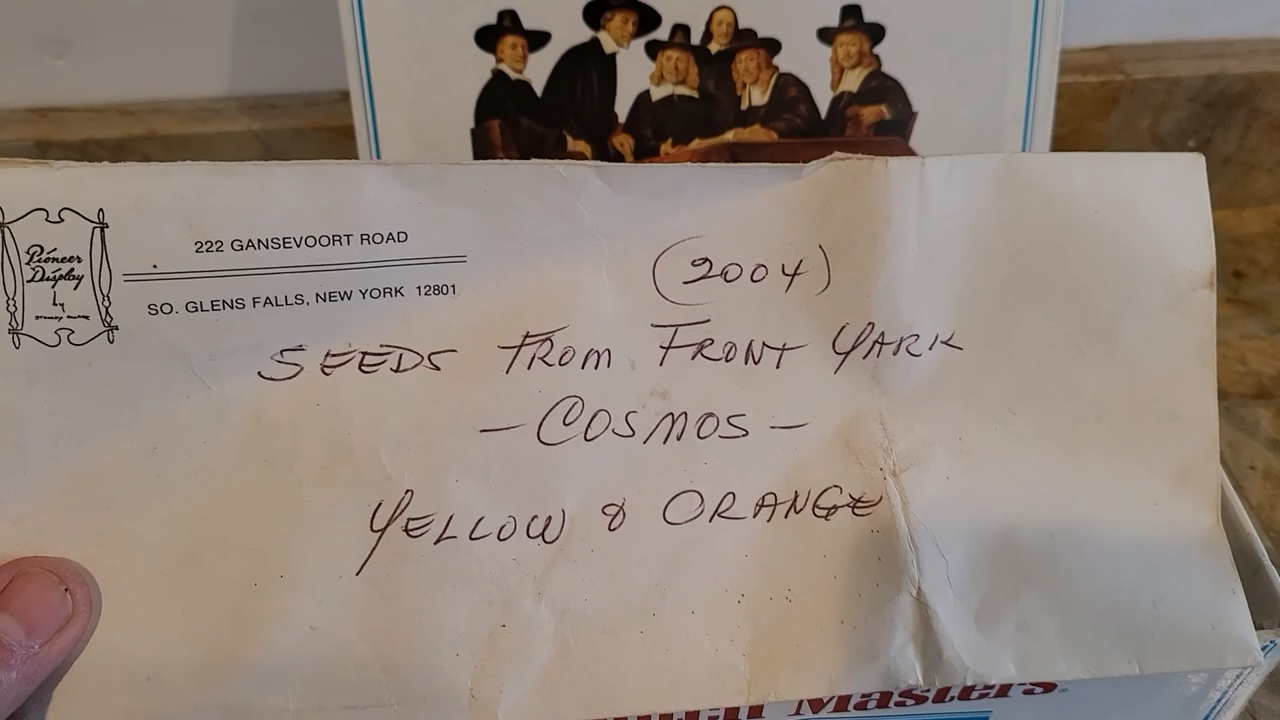 Pioneer
Display
by
222 GANSEVOORT ROAD
SO. GLENS FALLS, NEW YORK 12801
(2004)
SEEDS FROM FRONT YARK
- COSMOS -
YELLOW & ORANGE
Masters